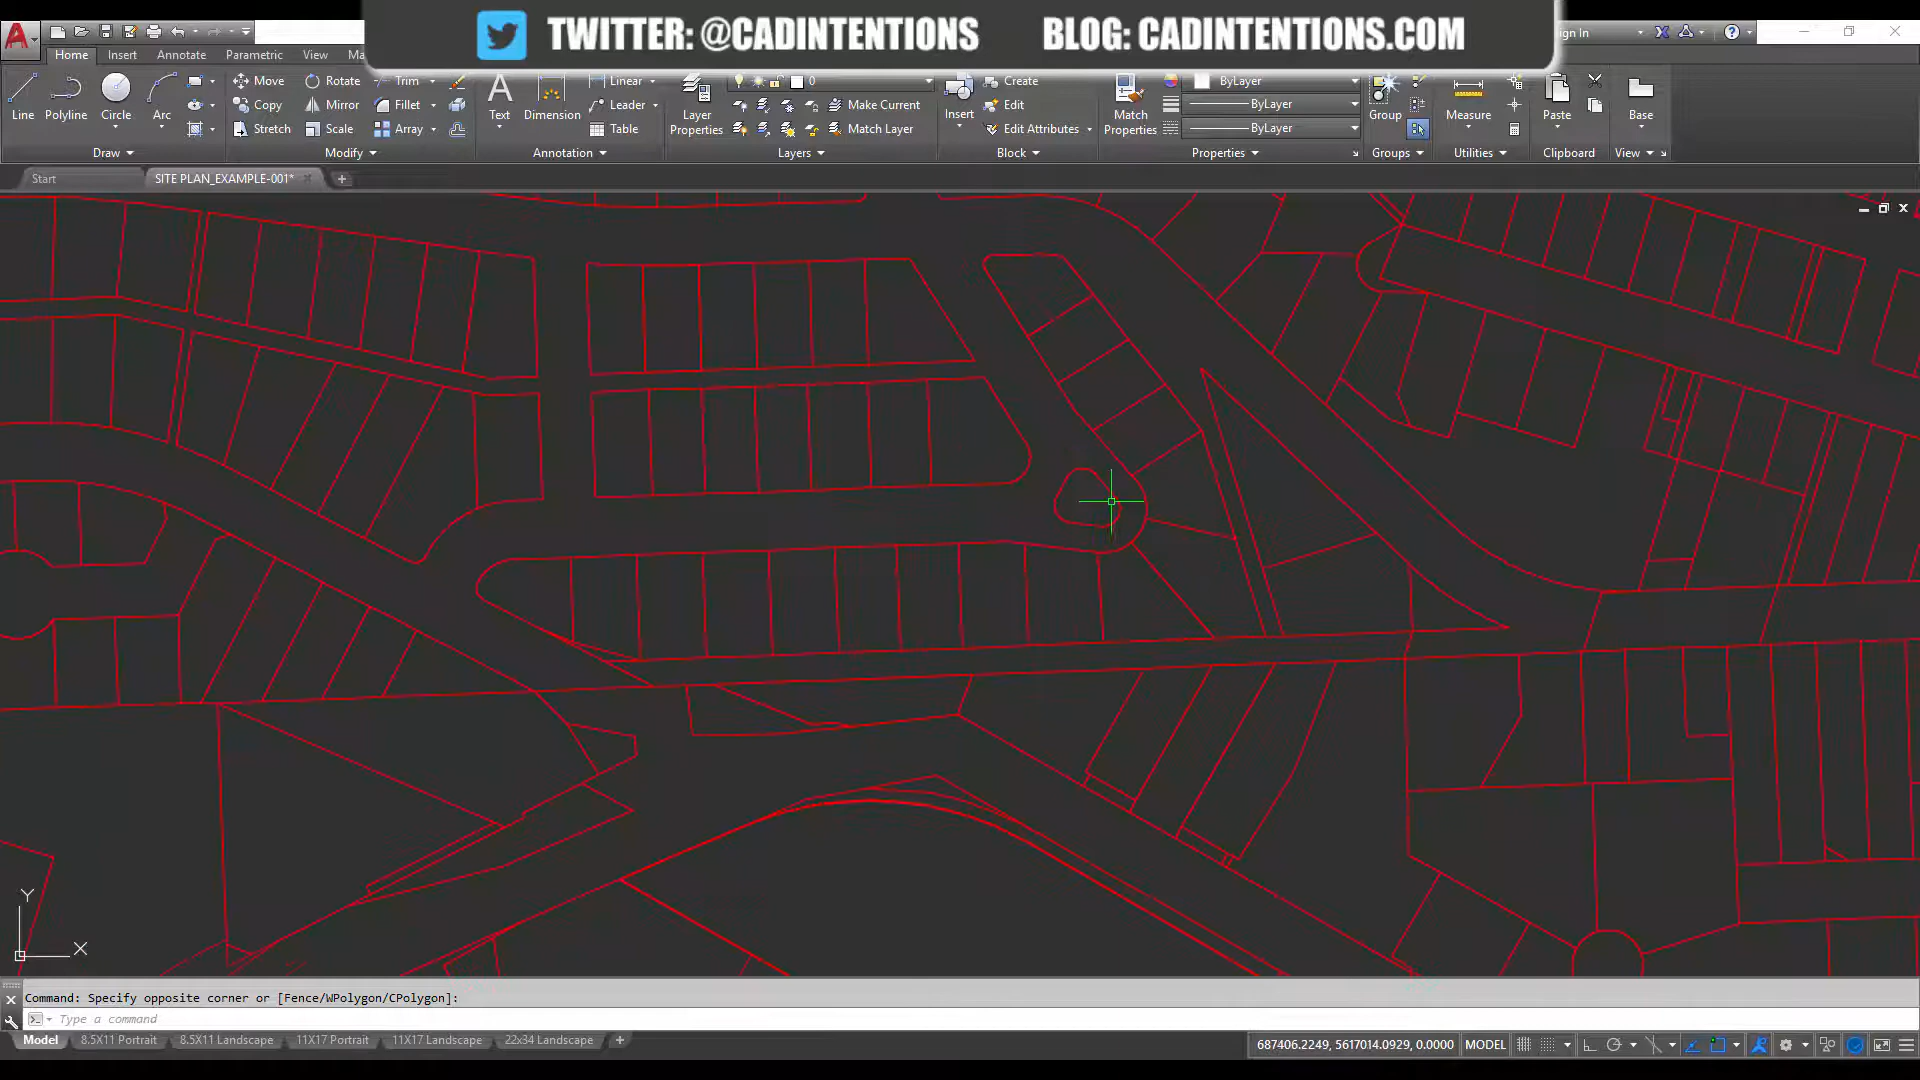 TWITTER: @CADINTENTIONS BLOG: CADINTENTIONS.COM
A
Sign In
Home Insert Annotate Parametric View Ma
Line Polyline Circle Arc
Move Rotate Trim
Copy Mirror Fillet
Stretch Scale Array
Text Dimension
Linear
Leader
Table
Layer Properties
0
Make Current
Match Layer
Insert
Create
Edit
Edit Attributes
Match Properties
ByLayer
ByLayer
ByLayer
Group Measure Paste Base
Draw Modify Annotation Layers Block Properties Groups Utilities Clipboard View
Start SITE PLAN_EXAMPLE-001*
Y
X
Command: Specify opposite corner or [Fence/WPolygon/CPolygon]:
Type a command
Model 8.5X11 Portrait 8.5X11 Landscape 11X17 Portrait 11X17 Landscape 22x34 Landscape +
687406.2249, 5617014.0929, 0.0000 MODEL